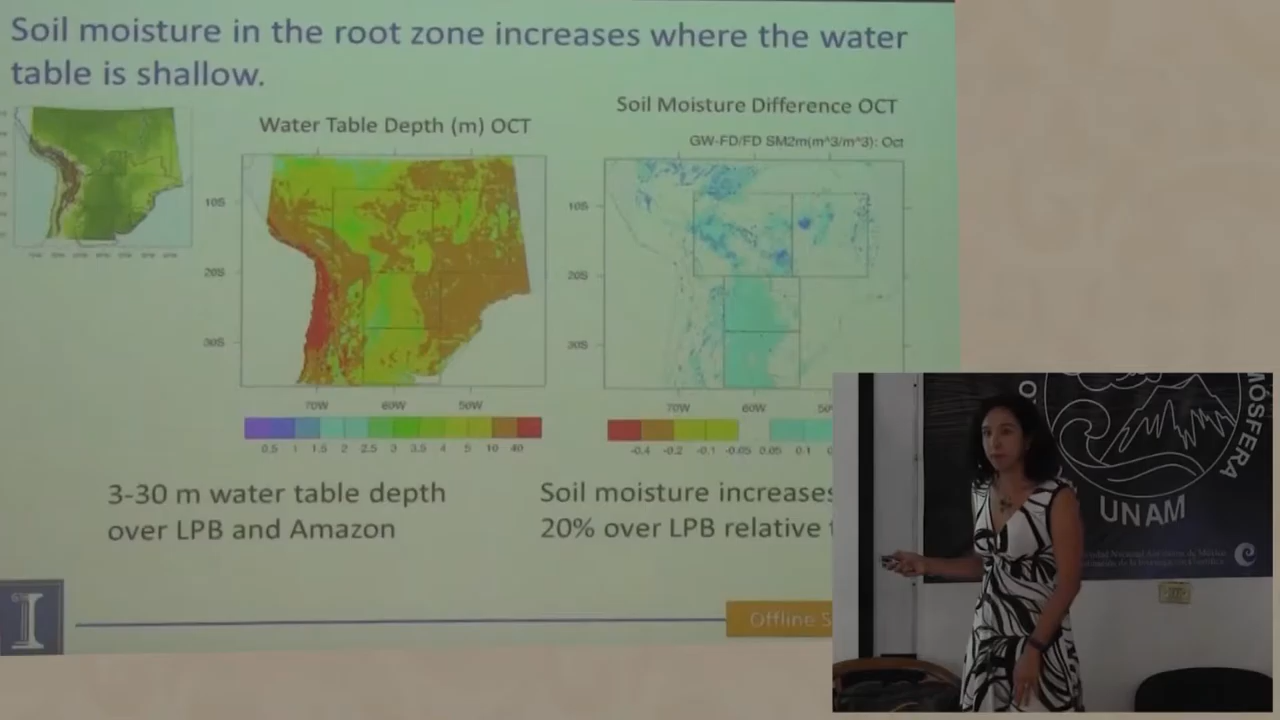 Soil moisture in the root zone increases where the water
table is shallow.
Water Table Depth (m) OCT
Soil Moisture Difference OCT
GW-FD/FD SM2m(m^3/m^3): Oct
10S
20S
30S
70W
60W
50W
0.5 1 1.5 2 2.5 3 3.5 4 5 10 40
10S
20S
30S
70W
60W
-0.4 -0.2 -0.1 -0.05 0.05 0.1
3-30 m water table depth
over LPB and Amazon
Soil moisture increases
20% over LPB relative
Offline
UNAM